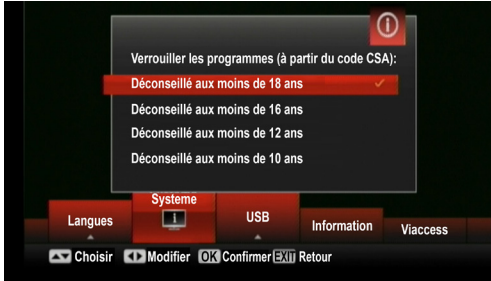 Verrouiller les programmes (à partir du code CSA):
Déconseillé aux moins de 18 ans
Déconseillé aux moins de 16 ans
Déconseillé aux moins de 12 ans
Déconseillé aux moins de 10 ans
Langues
Systeme
USB
Information
Viaccess
Choisir Modifier OK Confirmer EXIT Retour